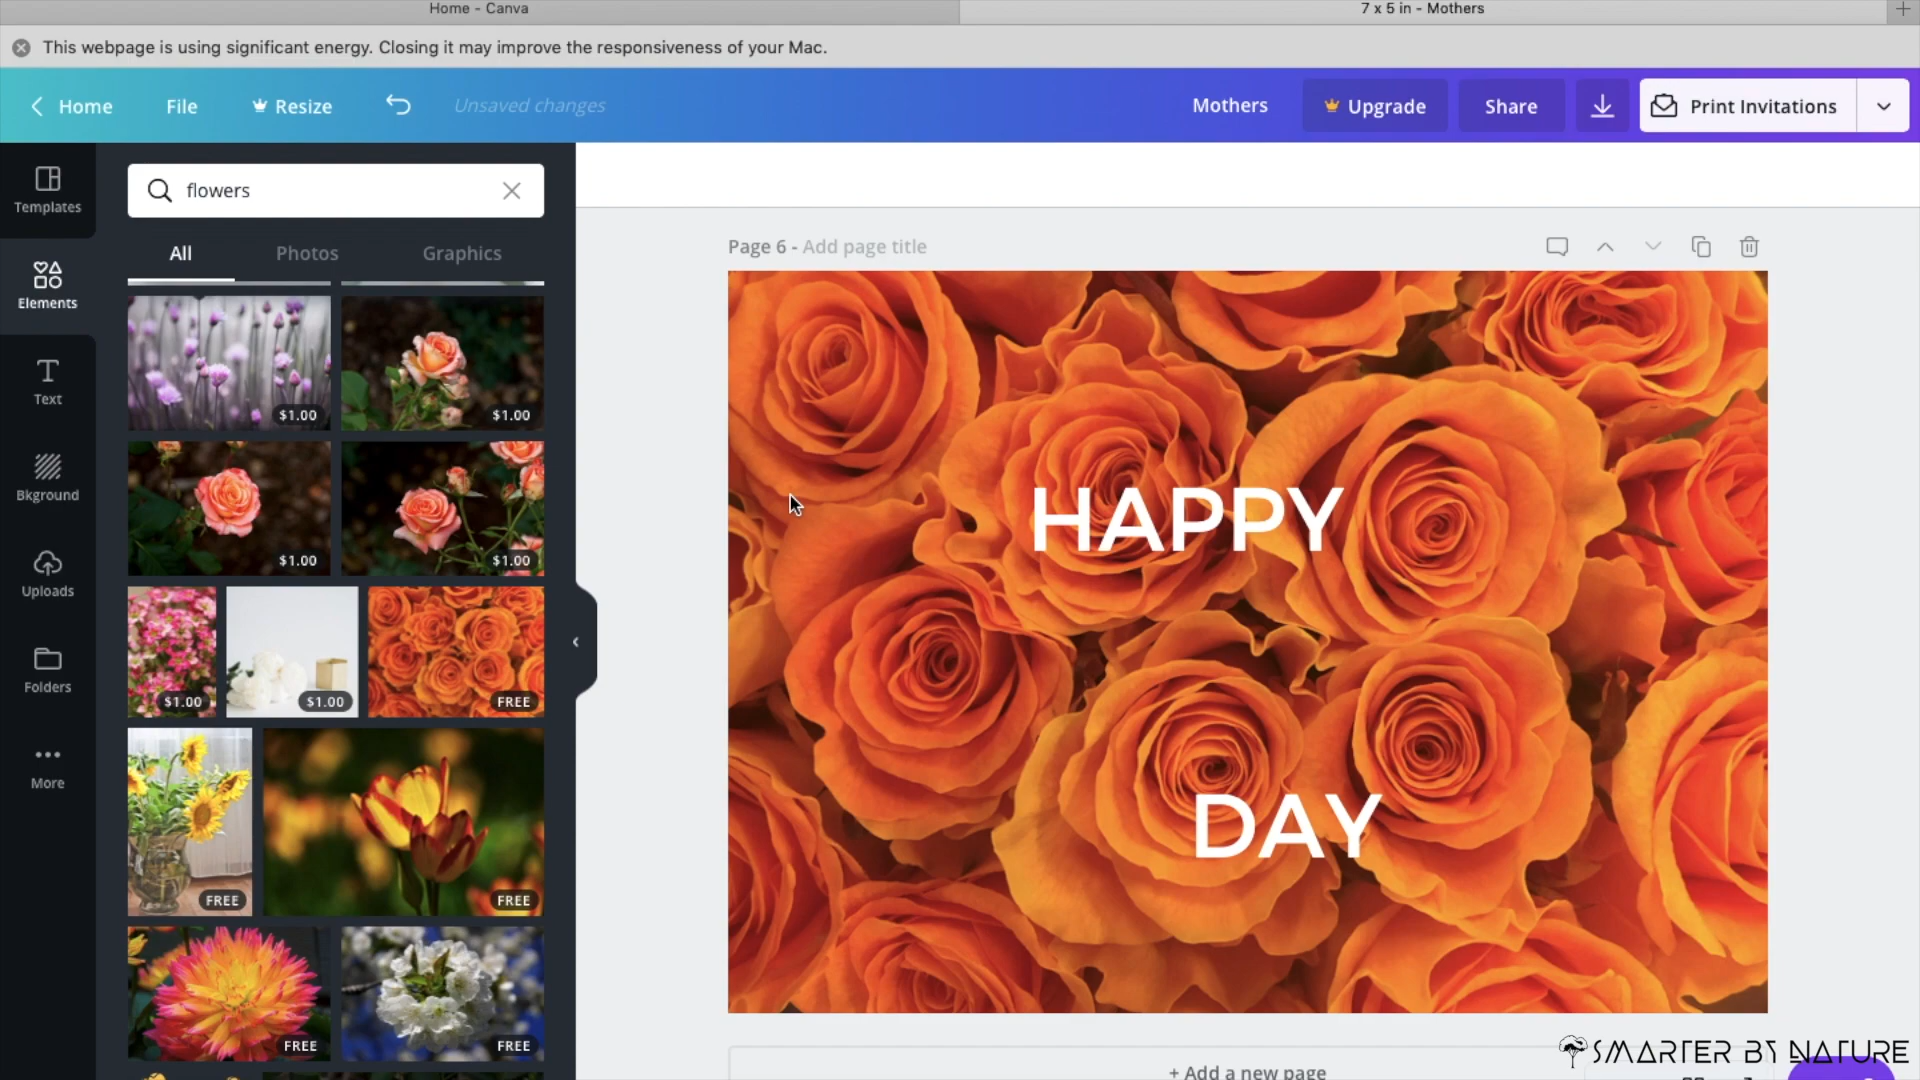 Home - Canva
7 x 5 in - Mothers
This webpage is using significant energy. Closing it may improve the responsiveness of your Mac.
Home
File
Resize
Unsaved changes
Mothers
Upgrade
Share
Print Invitations
Templates
Elements
Text
Bkground
Uploads
Folders
More
flowers
All
Photos
Graphics
$1.00
$1.00
$1.00
$1.00
$1.00
$1.00
FREE
FREE
FREE
FREE
FREE
Page 6 - Add page title
HAPPY
DAY
+ Add a new page
SMARTER BY NATURE